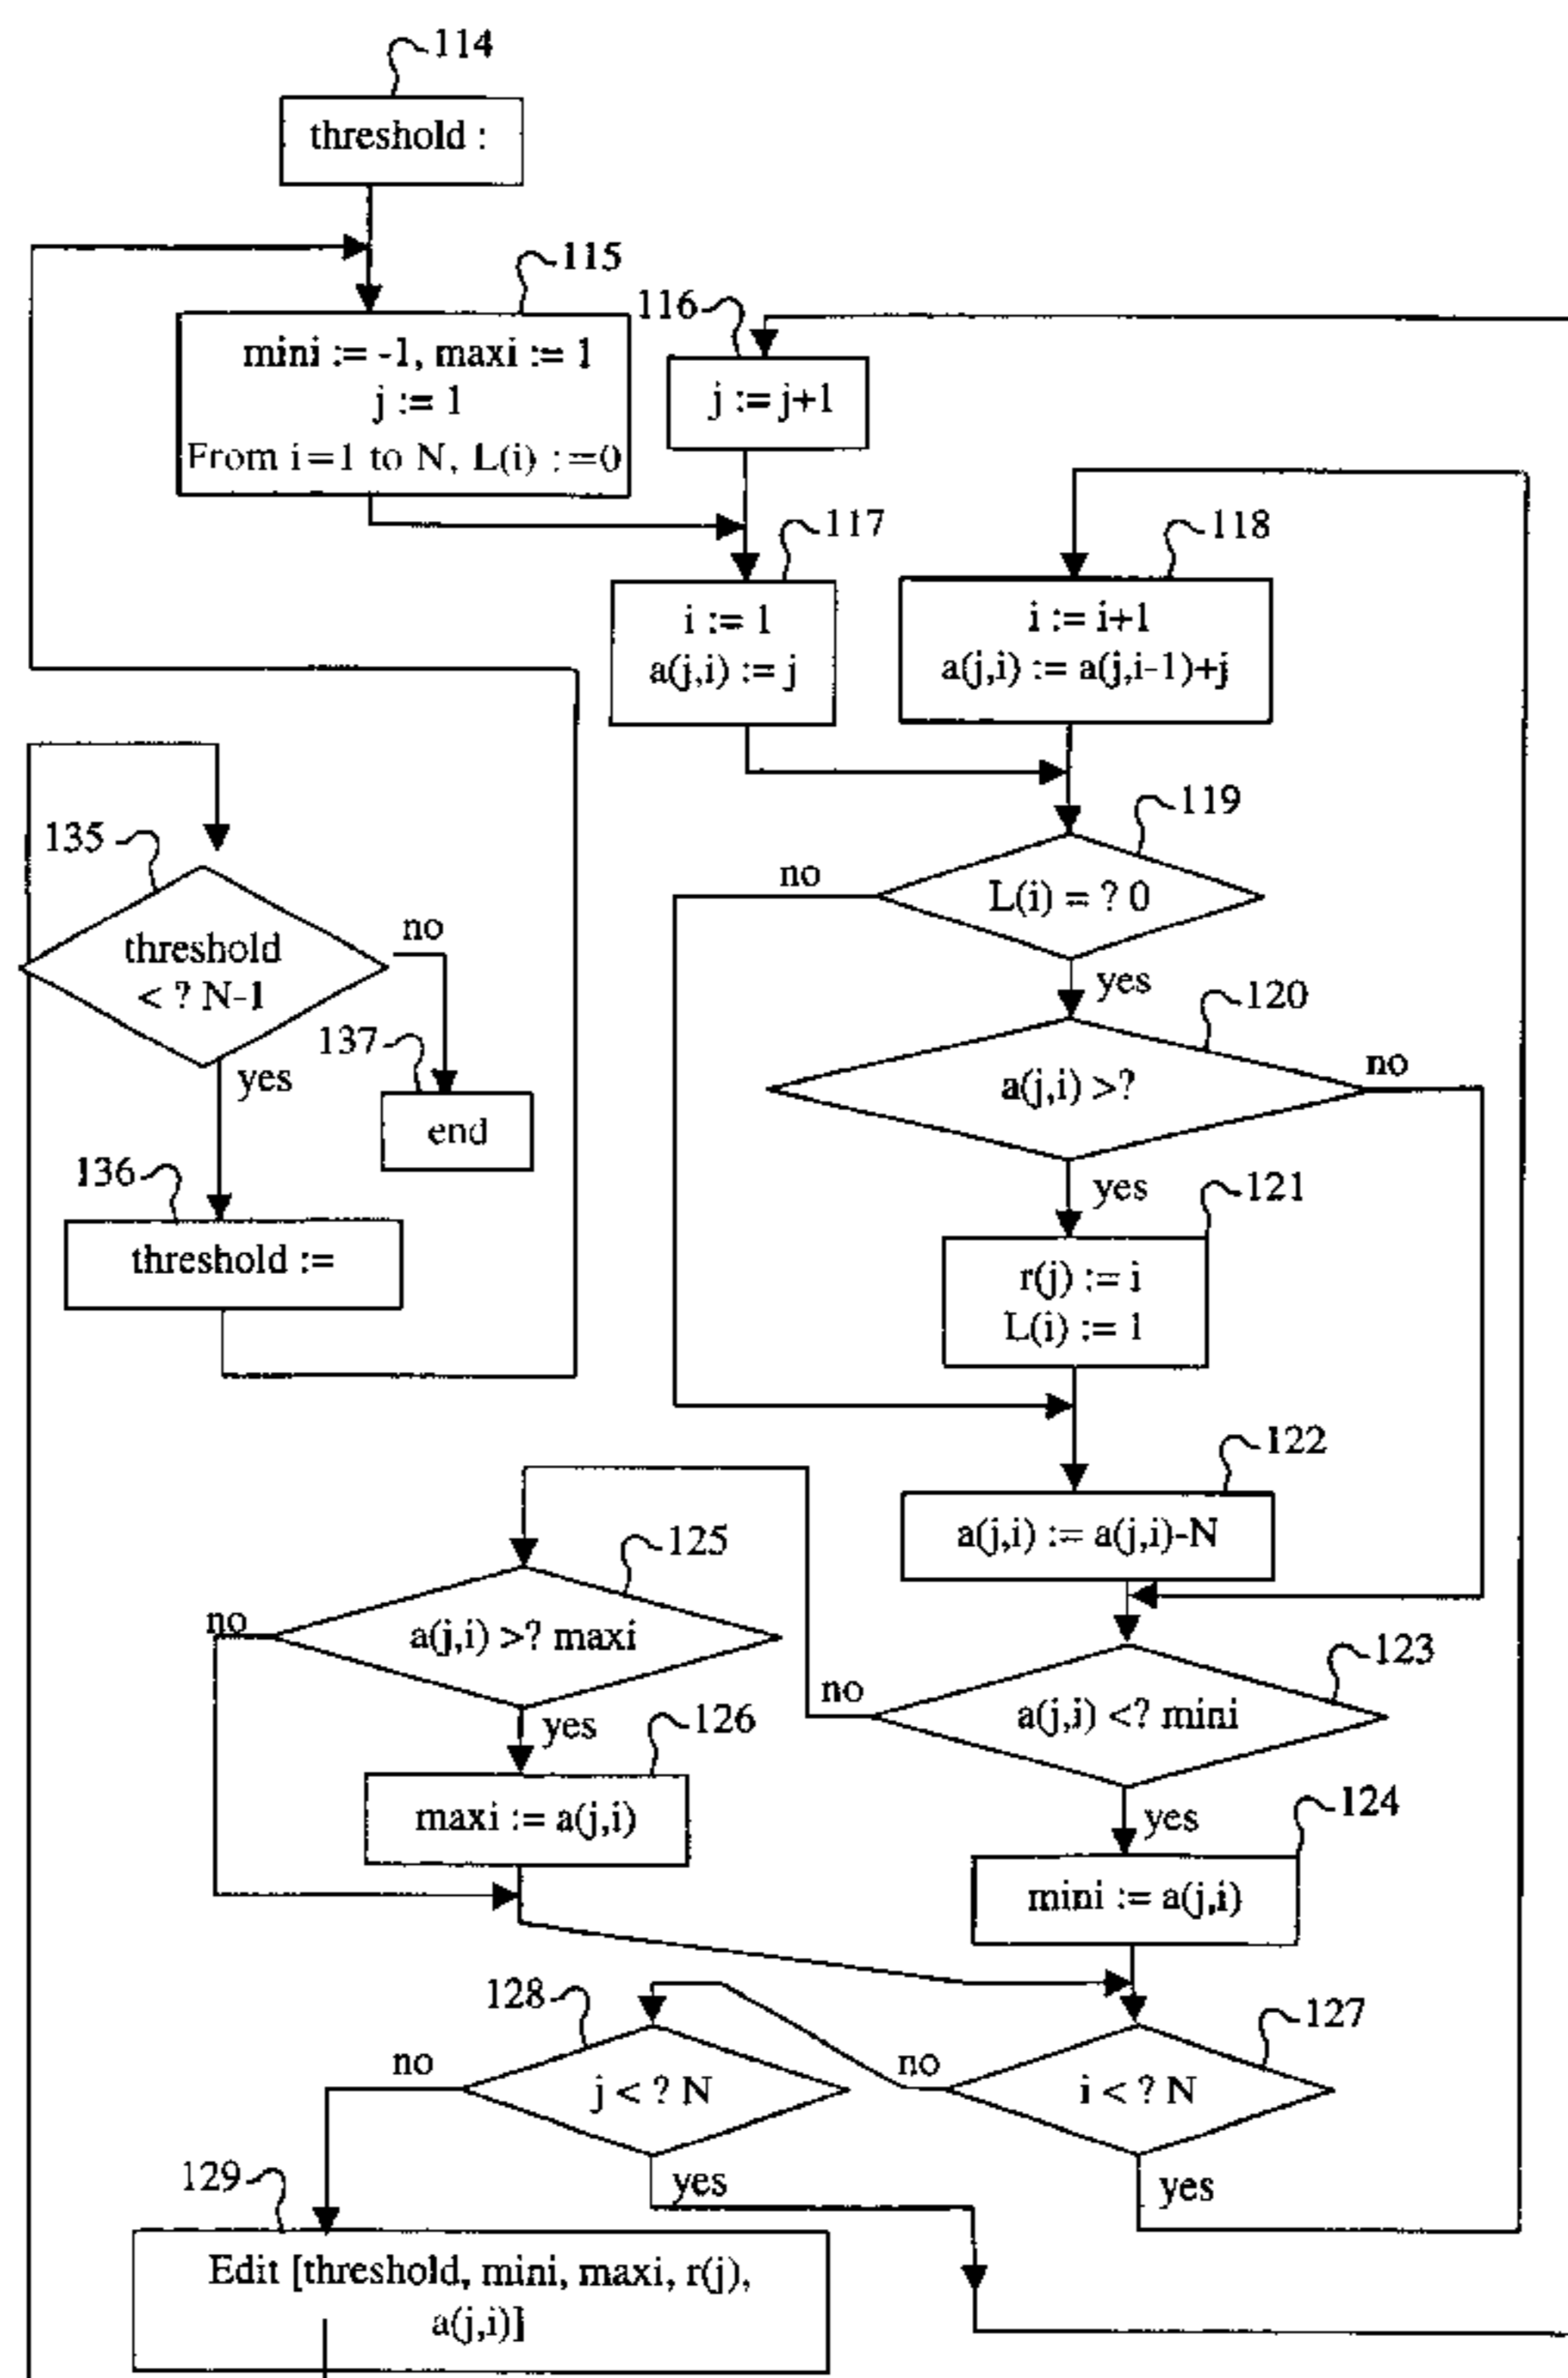 114
threshold :
115
mini := -1, maxi := 1
j := 1
From i=1 to N, L(i) :=0
116
j := j+1
117
i := 1
a(j,i) := j
118
i := i+1
a(j,i) := a(j,i-1)+j
119
L(i) = ? 0
no
yes
120
a(j,i) >?
no
yes
121
r(j) := i
L(i) := 1
122
a(j,i) := a(j,i)-N
123
a(j,i) <? mini
no
yes
124
mini := a(j,i)
125
a(j,i) >? maxi
no
yes
126
maxi := a(j,i)
127
i < ? N
no
yes
128
j < ? N
no
yes
129
Edit [threshold, mini, maxi, r(j),
a(j,i)]
135
threshold
< ? N-1
no
yes
137
end
136
threshold :=